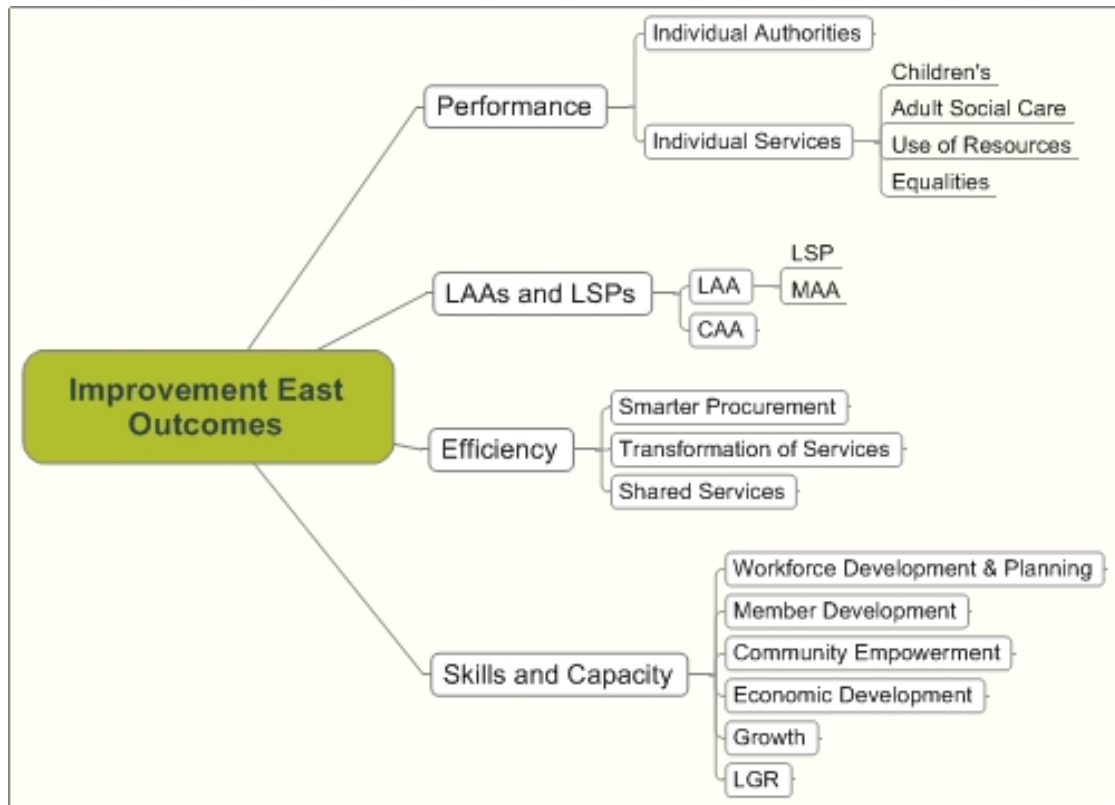 Improvement East
Outcomes
Performance
Individual Authorities
Individual Services
Children's
Adult Social Care
Use of Resources
Equalities
LAAs and LSPs
LAA
LSP
MAA
CAA
Efficiency
Smarter Procurement
Transformation of Services
Shared Services
Skills and Capacity
Workforce Development & Planning
Member Development
Community Empowerment
Economic Development
Growth
LGR